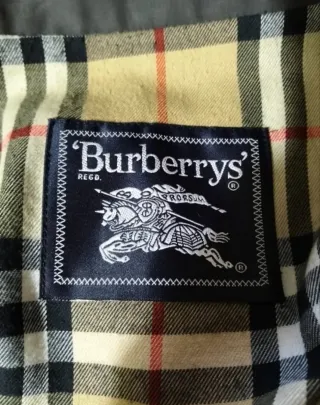 'Burberrys'
REGD. ®
PRORSUM
®